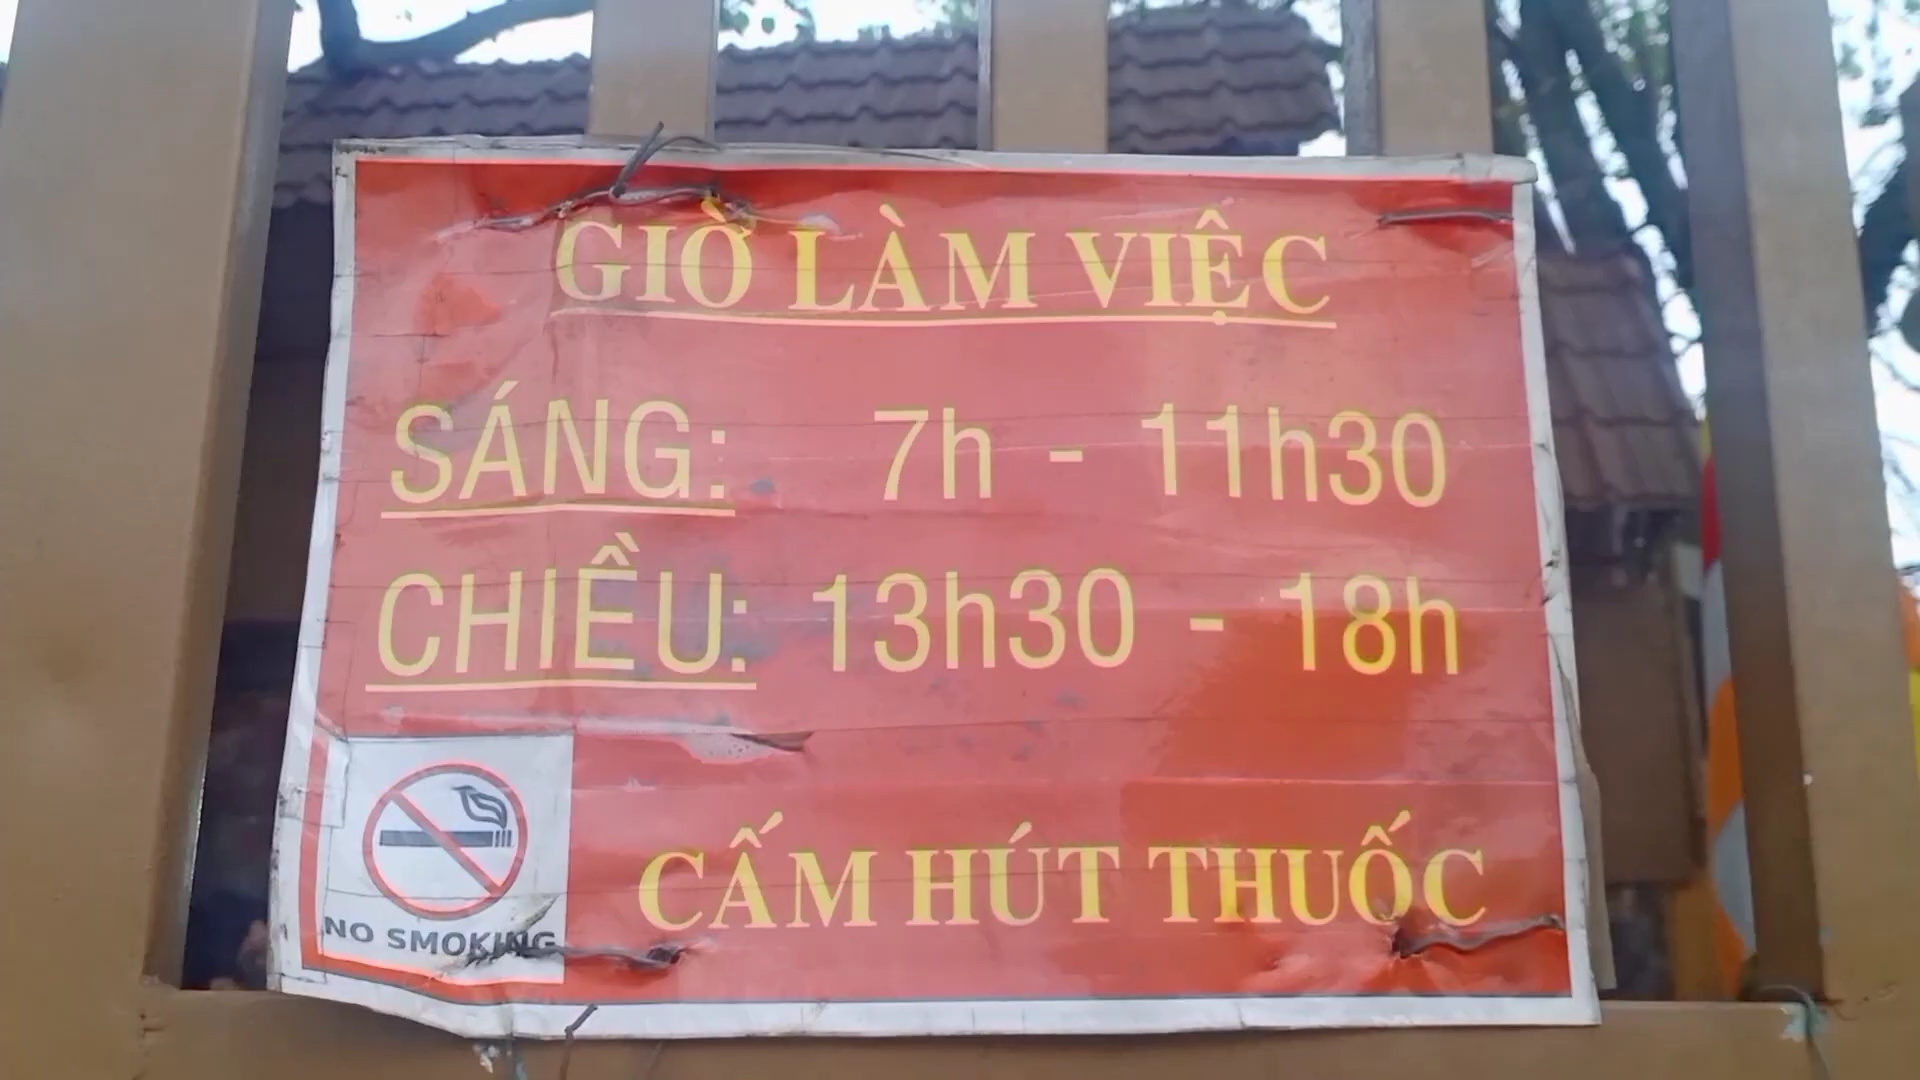 GIỜ LÀM VIỆC
SÁNG: 7h - 11h30
CHIỀU: 13h30 - 18h
CẤM HÚT THUỐC
NO SMOKING